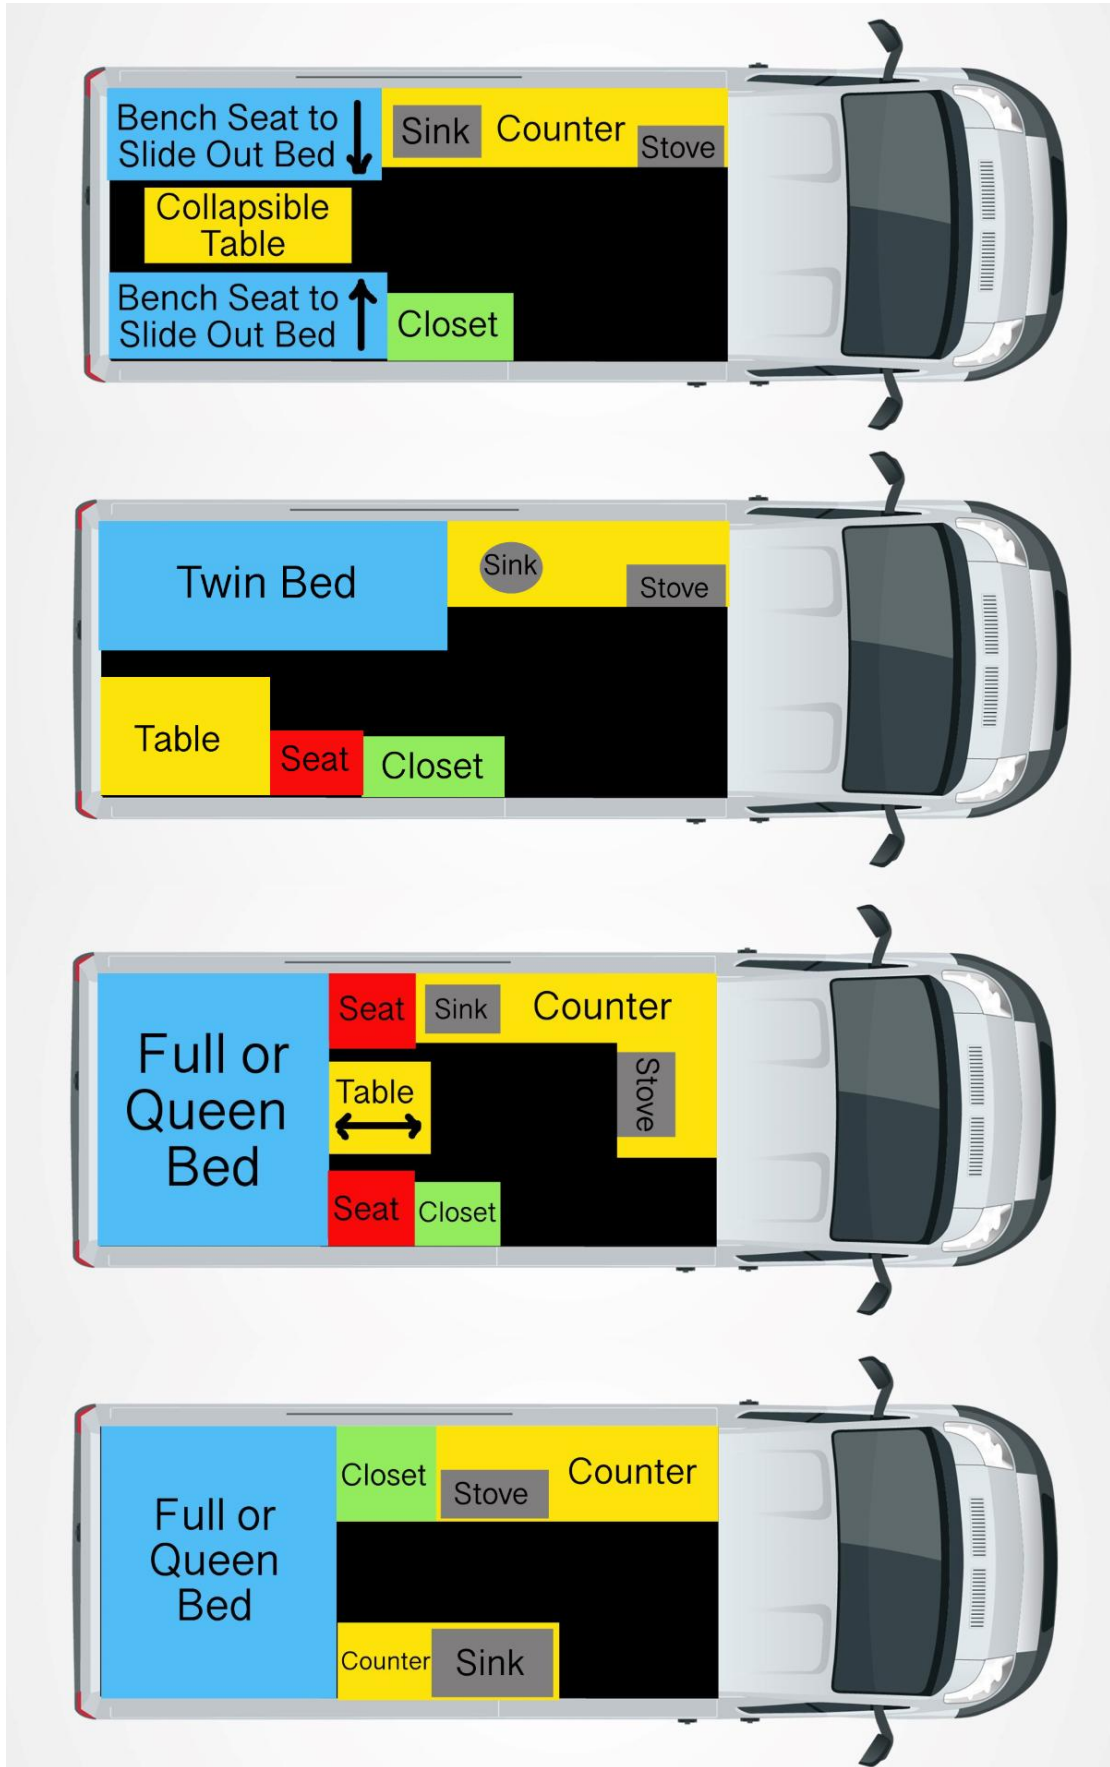 Bench Seat to
Slide Out Bed
Sink
Counter
Stove
Collapsible
Table
Bench Seat to
Slide Out Bed
Closet
Twin Bed
Sink
Stove
Table
Seat
Closet
Full or
Queen
Bed
Seat
Sink
Counter
Table
Stove
Seat
Closet
Full or
Queen
Bed
Closet
Stove
Counter
Counter
Sink